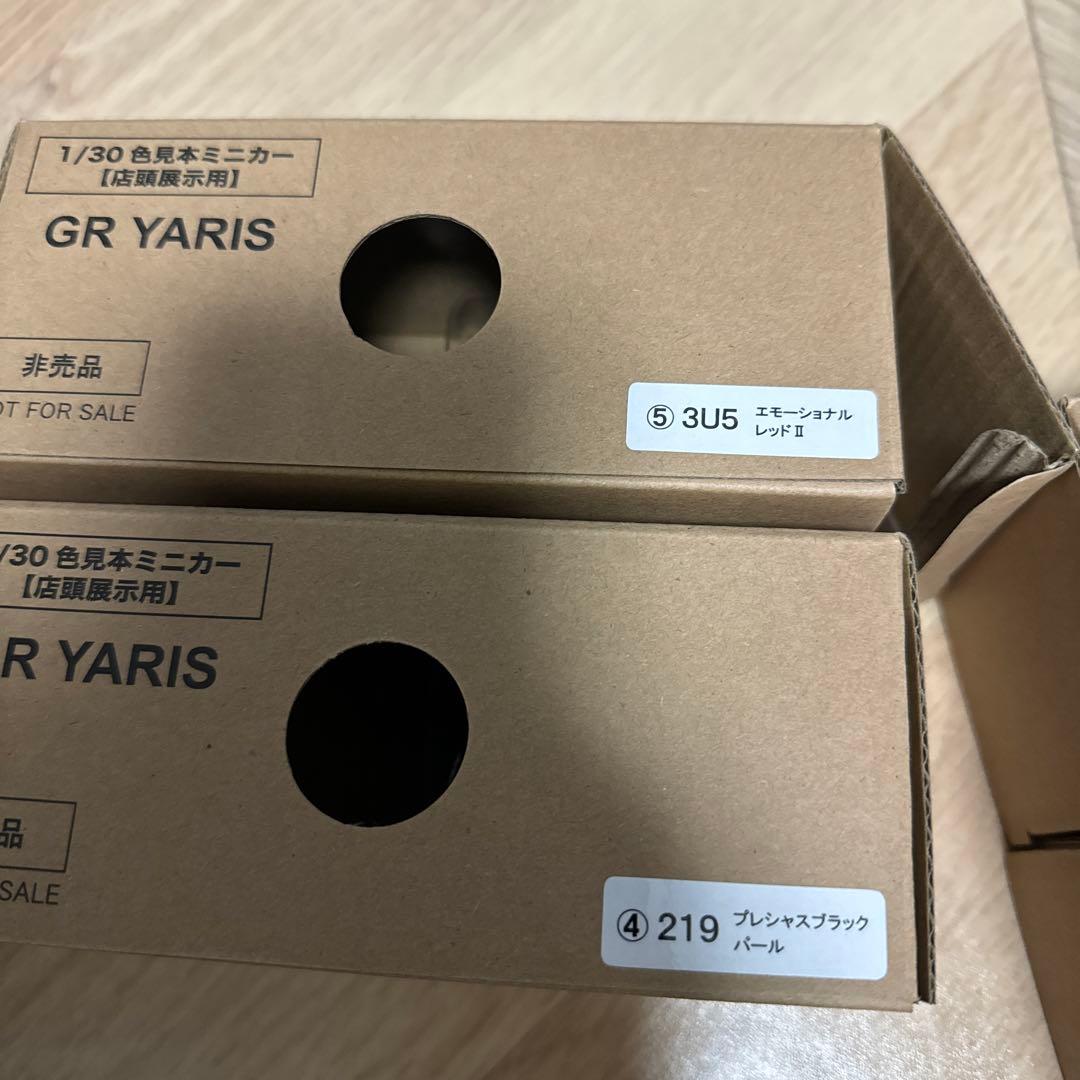 1/30 色見本ミニカー
【店頭展示用】
GR YARIS
非売品
OT FOR SALE
⑤ 3U5 エモーショナル
レッドⅡ
/30 色見本ミニカー
【店頭展示用】
R YARIS
品
SALE
④ 219 プレシャスブラック
パール